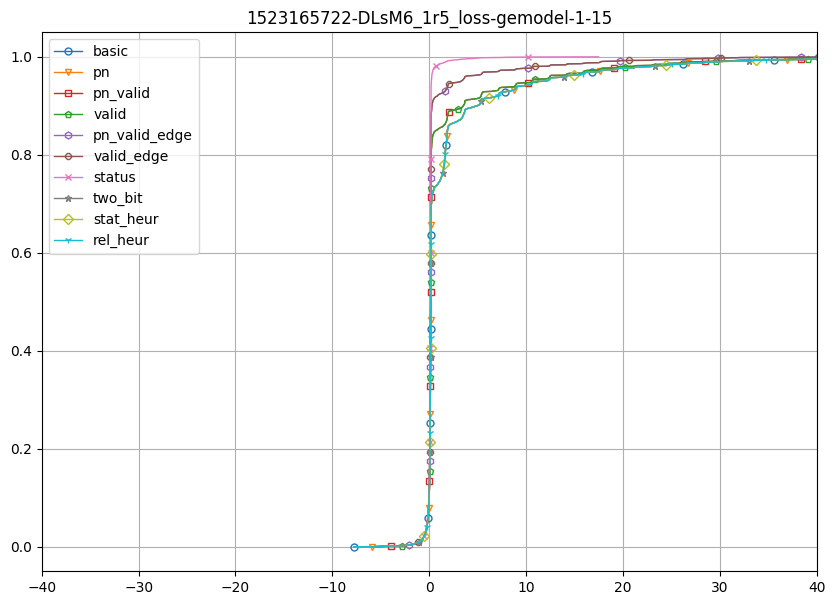 1523165722-DLsM6_1r5_loss-gemodel-1-15
1.0
0.8
0.6
0.4
0.2
0.0
basic
pn
pn_valid
valid
pn_valid_edge
valid_edge
status
two_bit
stat_heur
rel_heur
−40 −30 −20 −10 0 10 20 30 40